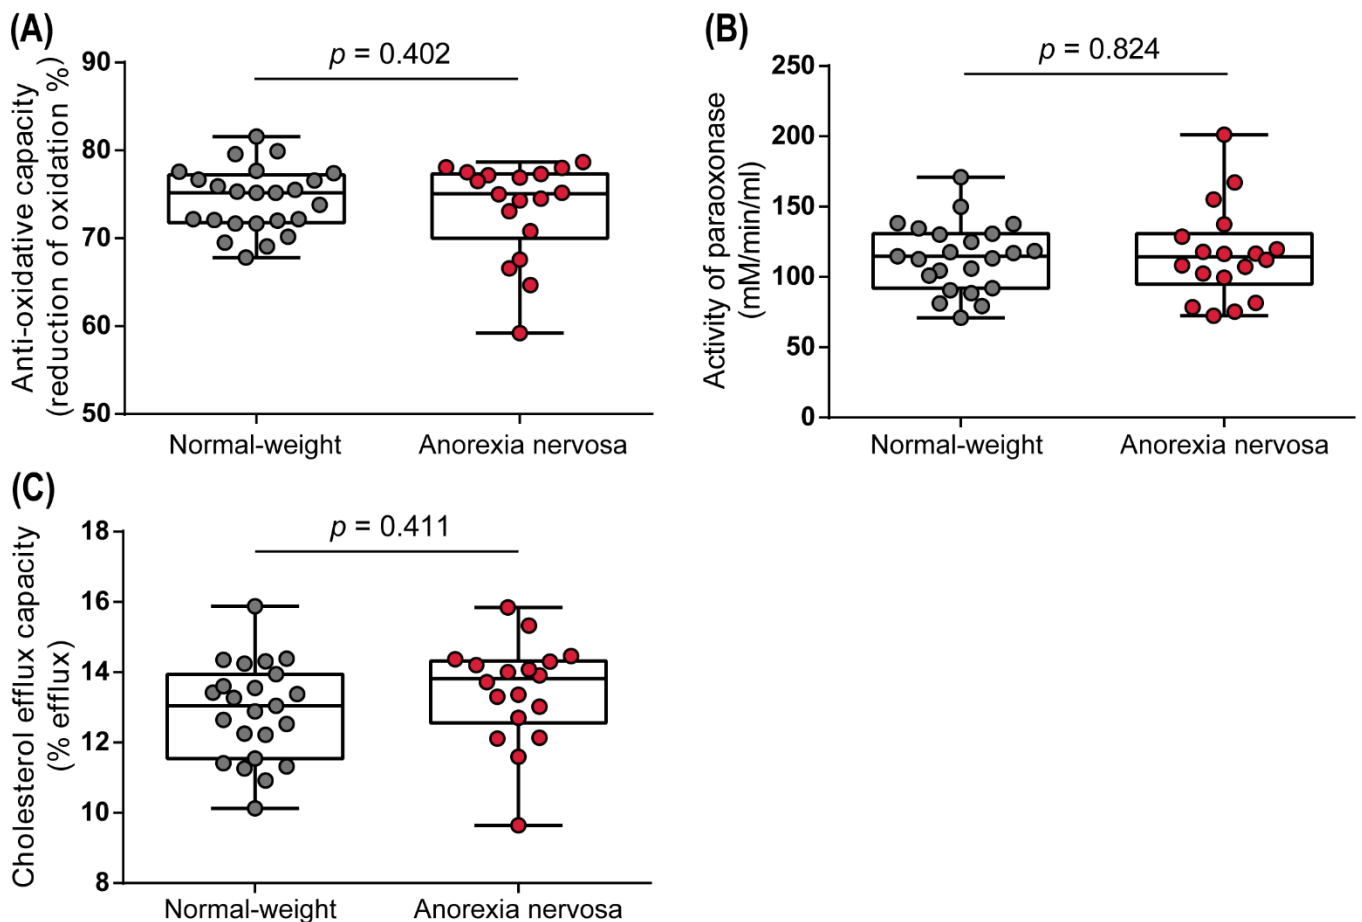 (A)
p = 0.402
Anti-oxidative capacity
(reduction of oxidation %)
90
80
70
60
50
Normal-weight
Anorexia nervosa
(B)
p = 0.824
Activity of paraoxonase
(mM/min/ml)
250
200
150
100
50
0
Normal-weight
Anorexia nervosa
(C)
p = 0.411
Cholesterol efflux capacity
(% efflux)
18
16
14
12
10
8
Normal-weight
Anorexia nervosa